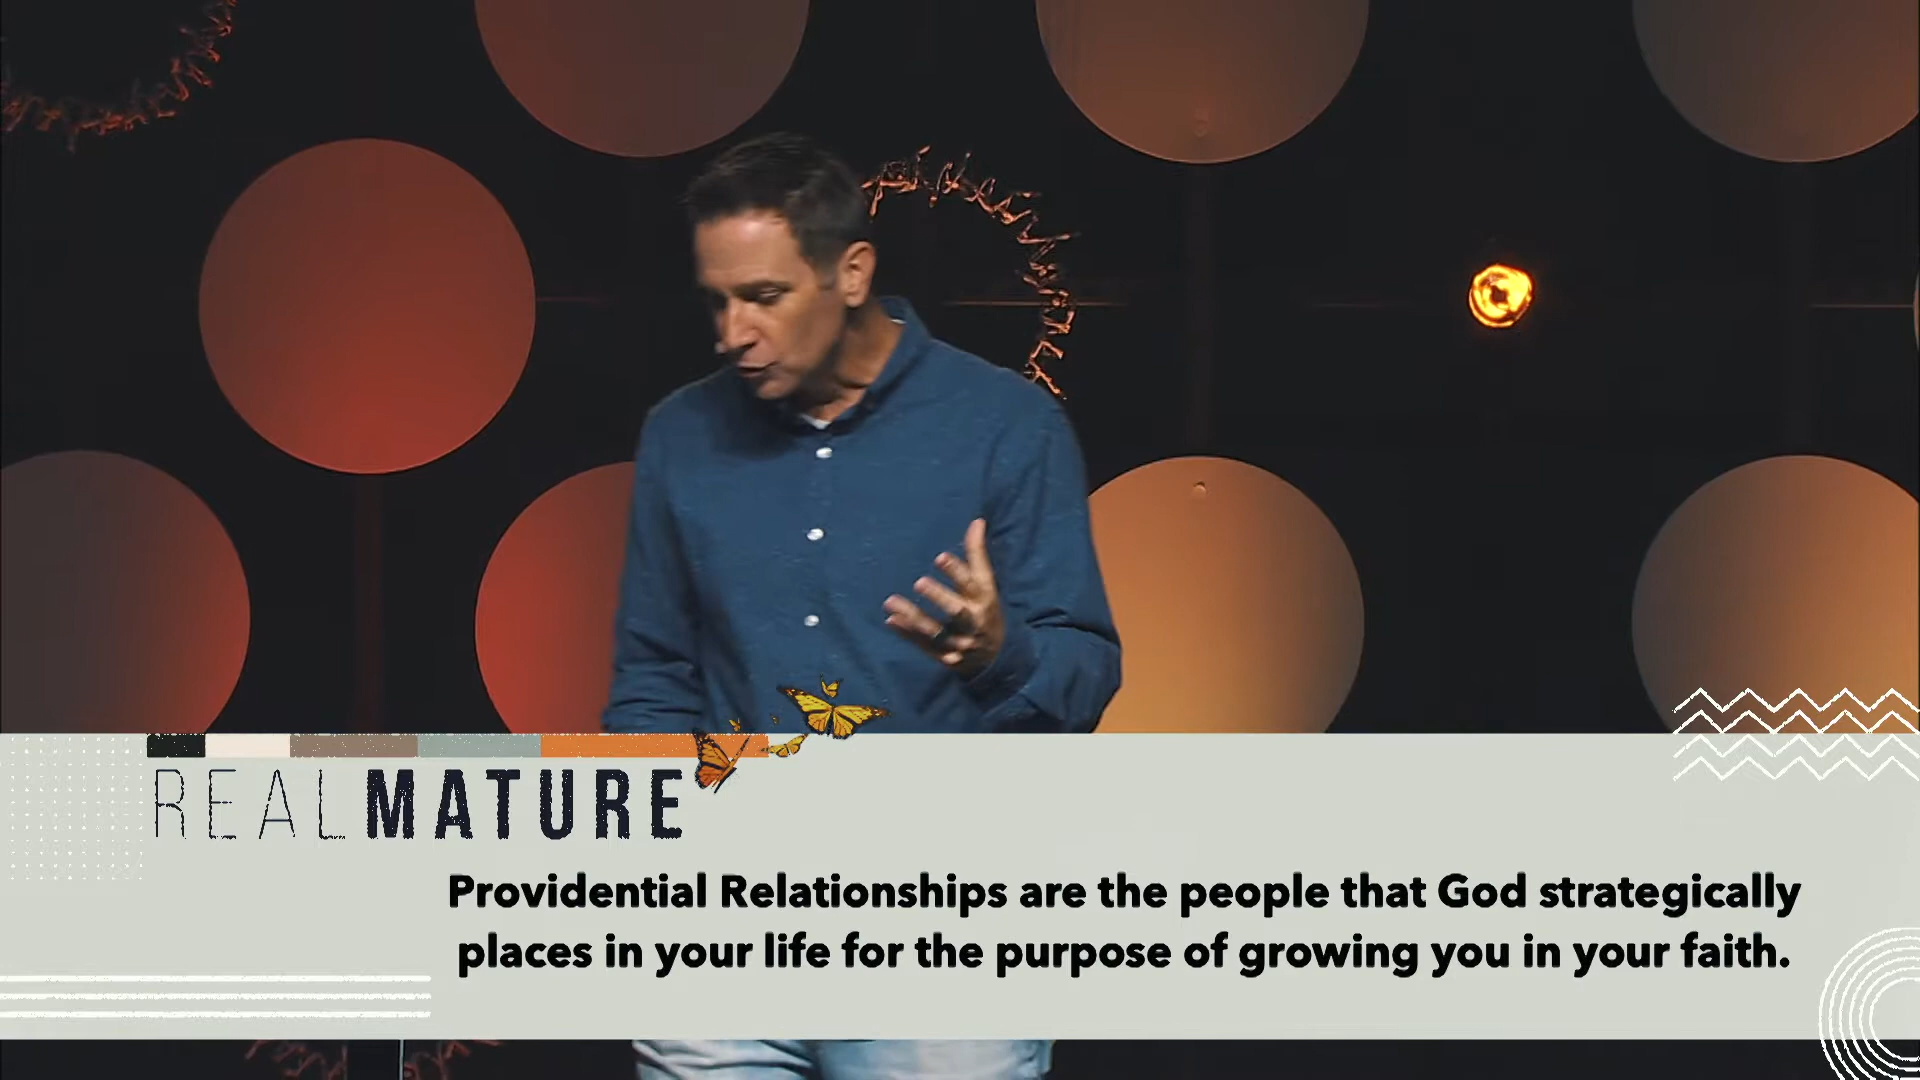 REALMATURE
Providential Relationships are the people that God strategically
places in your life for the purpose of growing you in your faith.